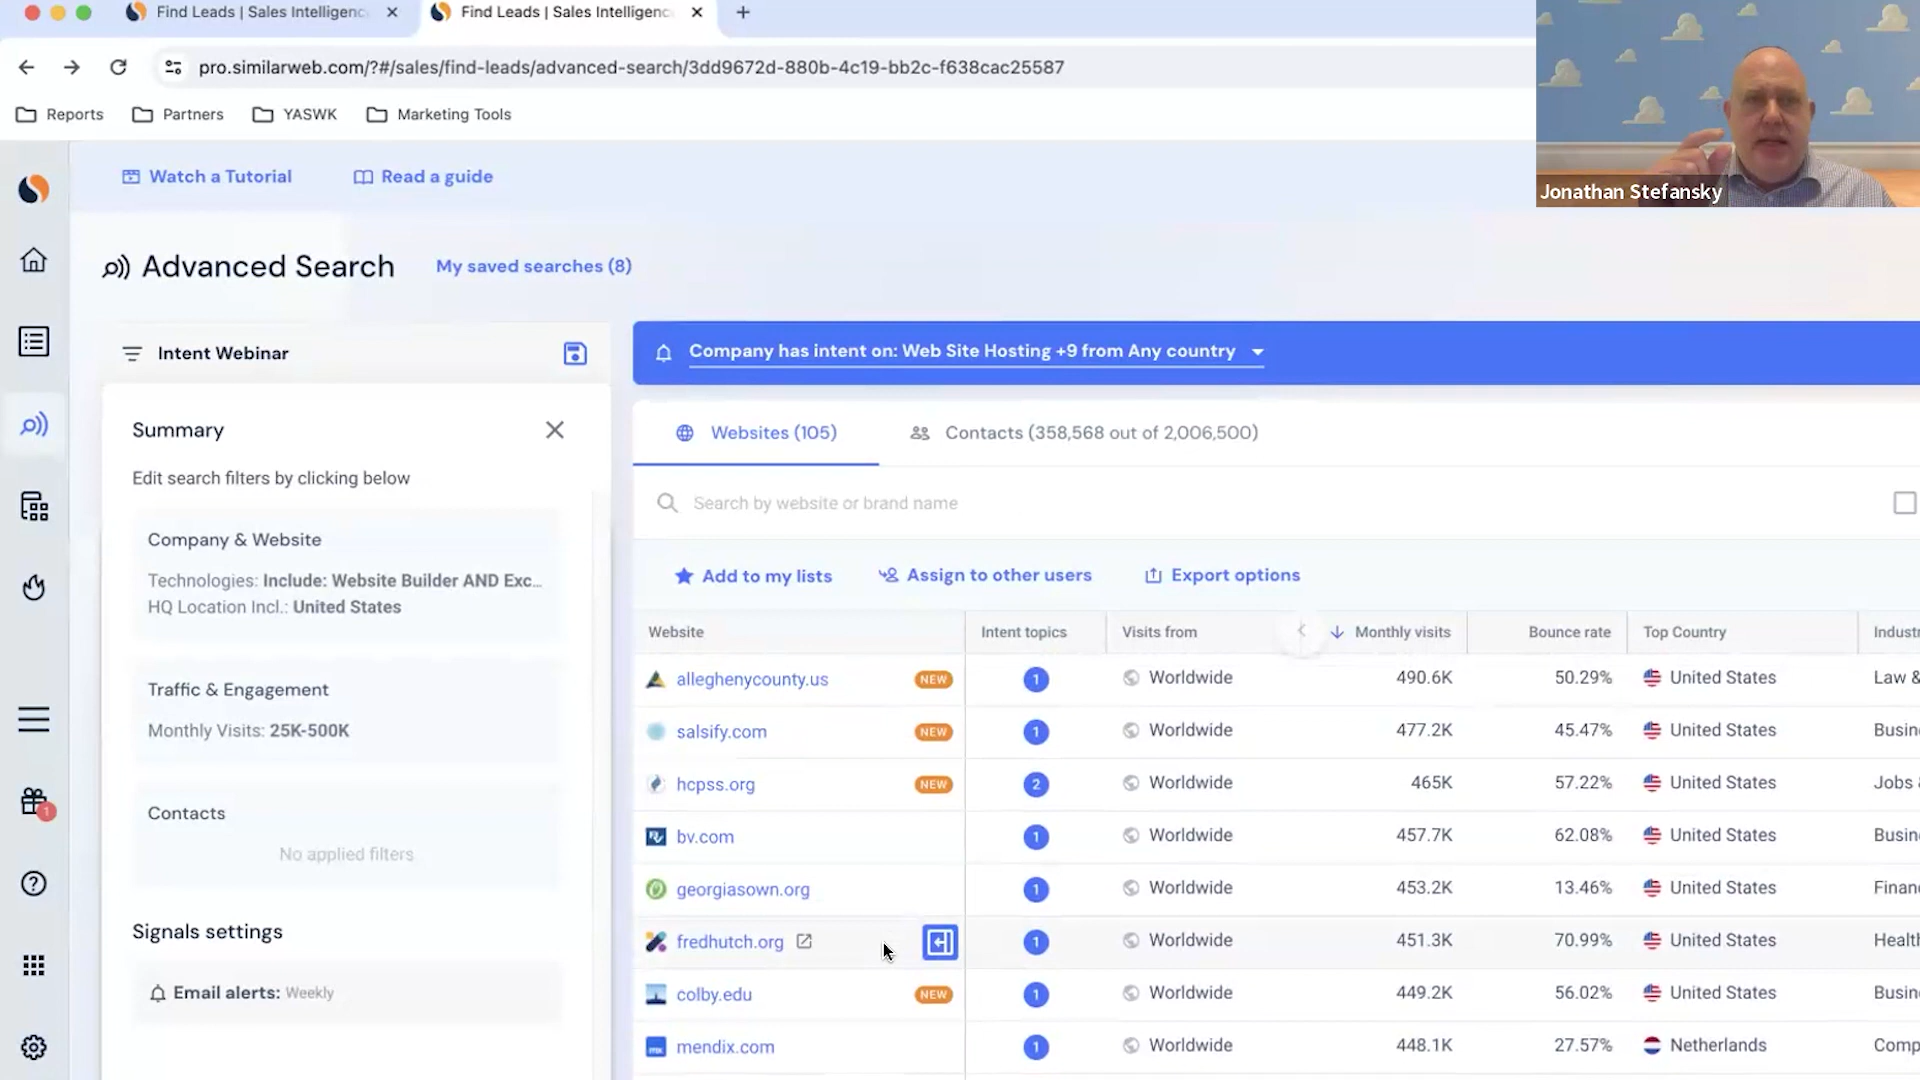 Find Leads | Sales Intelligenc
Find Leads | Sales Intelligenc
pro.similarweb.com/?#/sales/find-leads/advanced-search/3dd9672d-880b-4c19-bb2c-f638cac25587
Reports Partners YASWK Marketing Tools
Jonathan Stefansky
Watch a Tutorial Read a guide
Advanced Search My saved searches (8)
Intent Webinar
Summary
Edit search filters by clicking below
Company & Website
Technologies: Include: Website Builder AND Exc...
HQ Location Incl.: United States
Traffic & Engagement
Monthly Visits: 25K-500K
Contacts
No applied filters
Signals settings
Email alerts: Weekly
1
Company has intent on: Web Site Hosting +9 from Any country
Websites (105) Contacts (358,568 out of 2,006,500)
Search by website or brand name
Add to my lists Assign to other users Export options
Website Intent topics Visits from Monthly visits Bounce rate Top Country Industr
alleghenycounty.us NEW 1 Worldwide 490.6K 50.29% United States Law &
salsify.com NEW 1 Worldwide 477.2K 45.47% United States Busin
hcpss.org NEW 2 Worldwide 465K 57.22% United States Jobs &
bv.com 1 Worldwide 457.7K 62.08% United States Busin
georgiasown.org 1 Worldwide 453.2K 13.46% United States Finan
fredhutch.org 1 Worldwide 451.3K 70.99% United States Health
colby.edu NEW 1 Worldwide 449.2K 56.02% United States Busin
mendix.com 1 Worldwide 448.1K 27.57% Netherlands Comp